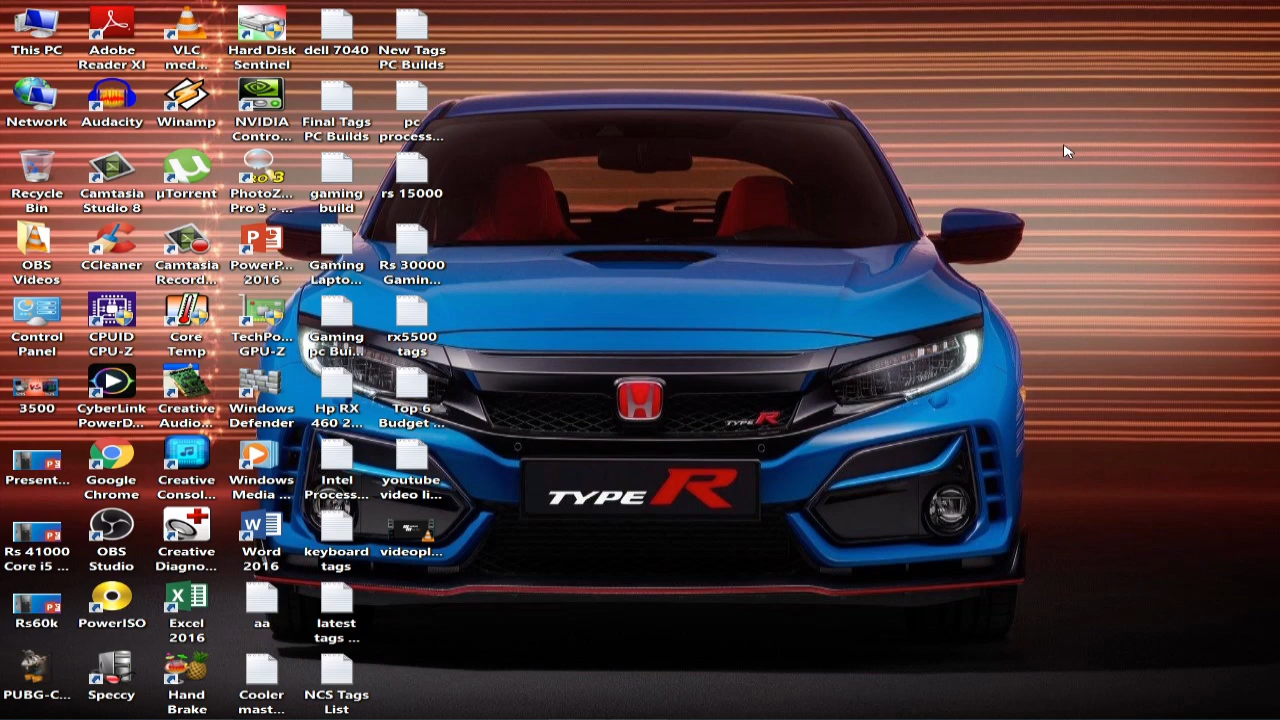 This PC
Adobe
Reader XI
VLC
med...
Hard Disk
Sentinel
dell 7040
New Tags
PC Builds
Network
Audacity
Winamp
NVIDIA
Contro...
Final Tags
PC Builds
pc
process...
Recycle
Bin
Camtasia
Studio 8
µTorrent
PhotoZ...
Pro 3 - ...
gaming
build
rs 15000
OBS
Videos
CCleaner
Camtasia
Record...
PowerP...
2016
Gaming
Lapto...
Rs 30000
Gamin...
Control
Panel
CPUID
CPU-Z
Core
Temp
TechPo...
GPU-Z
Gaming
pc Bui...
rx5500
tags
3500
CyberLink
PowerD...
Creative
Audio...
Windows
Defender
Hp RX
460 2...
Top 6
Budget ...
Present...
Google
Chrome
Creative
Consol...
Windows
Media ...
Intel
Process...
youtube
video li...
Rs 41000
Core i5 ...
OBS
Studio
Creative
Diagno...
Word
2016
keyboard
tags
videopl...
Rs60k
PowerISO
Excel
2016
aa
latest
tags ...
PUBG-C...
Speccy
Hand
Brake
Cooler
mast...
NCS Tags
List
TYPE R
TYPE R